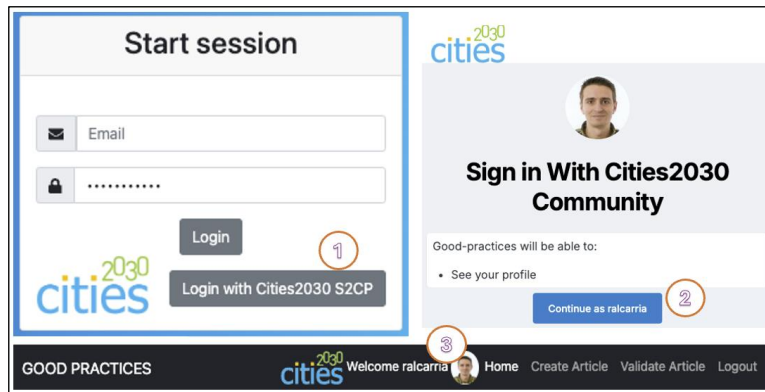 Start session
Email
Login
1
2030
cities
Login with Cities2030 S2CP
2030
cities
Sign in With Cities2030
Community
Good-practices will be able to:
• See your profile
Continue as ralcarria
2
3
GOOD PRACTICES
2030
cities
Welcome ralcarria
Home
Create Article
Validate Article
Logout